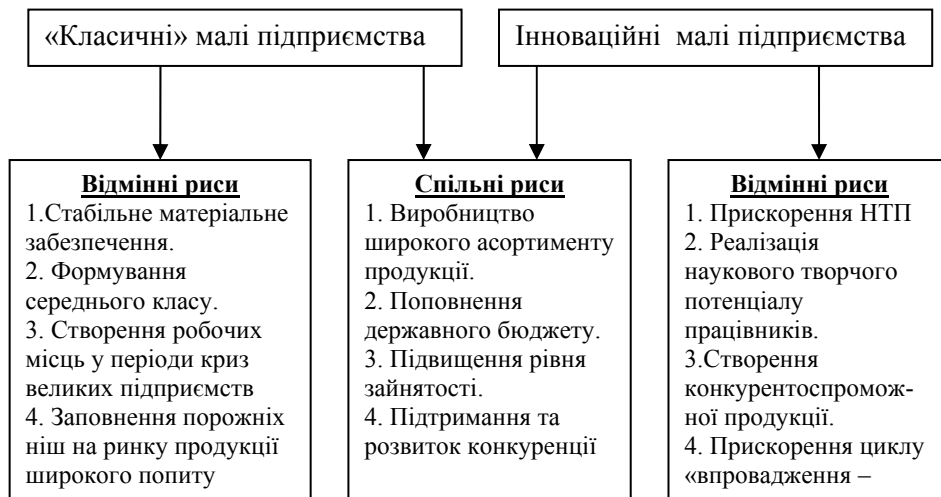 «Класичні» малі підприємства
Інноваційні малі підприємства
Відмінні риси
1.Стабільне матеріальне
забезпечення.
2. Формування
середнього класу.
3. Створення робочих
місць у періоди криз
великих підприємств
4. Заповнення порожніх
ніш на ринку продукції
широкого попиту
Спільні риси
1. Виробництво
широкого асортименту
продукції.
2. Поповнення
державного бюджету.
3. Підвищення рівня
зайнятості.
4. Підтримання та
розвиток конкуренції
Відмінні риси
1. Прискорення НТП
2. Реалізація
наукового творчого
потенціалу
працівників.
3.Створення
конкурентоспромож-
ної продукції.
4. Прискорення циклу
«впровадження –